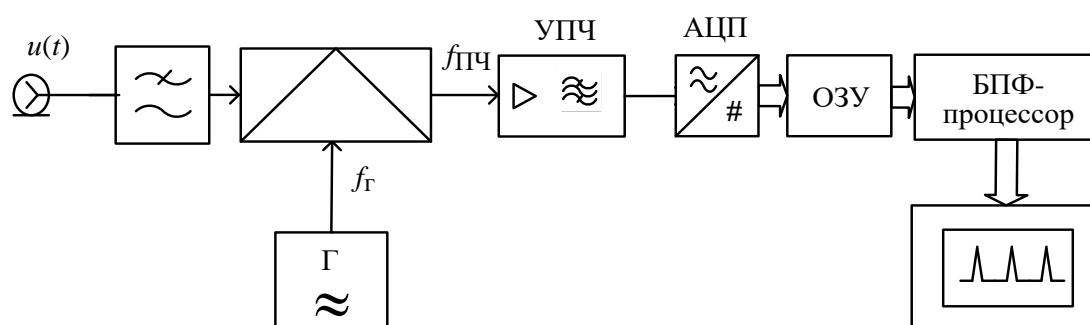 u(t)
fПЧ
УПЧ
АЦП
#
ОЗУ
БПФ-
процессор
fГ
Г